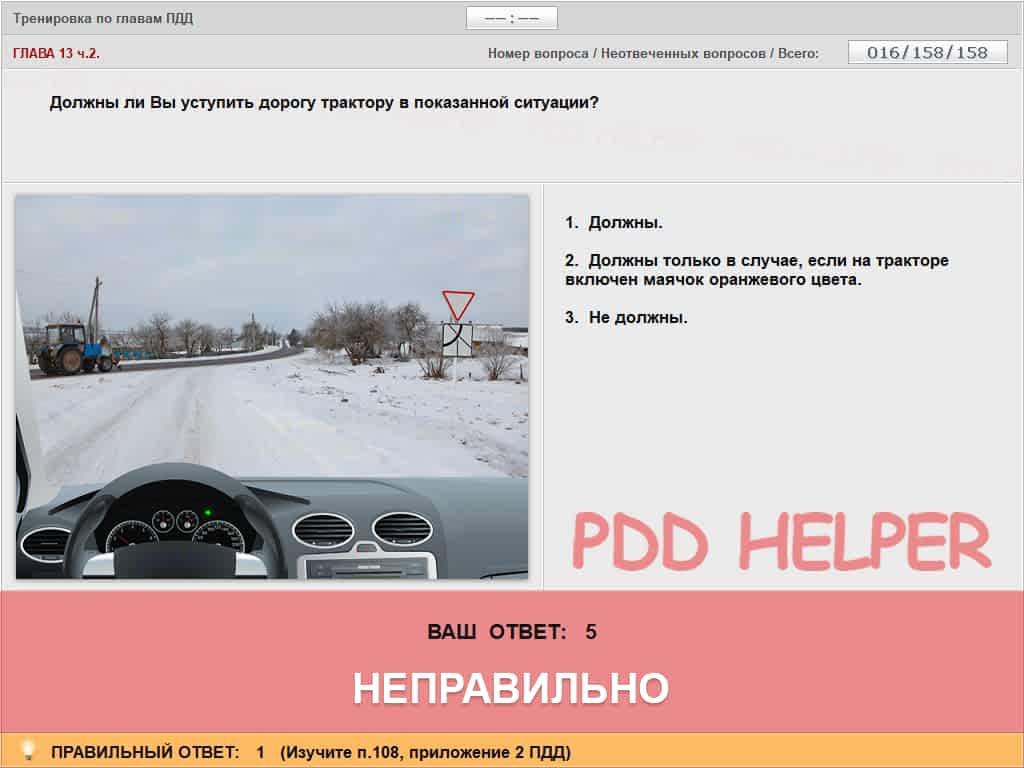 Тренировка по главам ПДД
—— : ——
ГЛАВА 13 ч.2.
Номер вопроса / Неотвеченных вопросов / Всего:
016/158/158
Должны ли Вы уступить дорогу трактору в показанной ситуации?
1. Должны.
2. Должны только в случае, если на тракторе
включен маячок оранжевого цвета.
3. Не должны.
PDD HELPER
ВАШ ОТВЕТ: 5
НЕПРАВИЛЬНО
ПРАВИЛЬНЫЙ ОТВЕТ: 1 (Изучите п.108, приложение 2 ПДД)